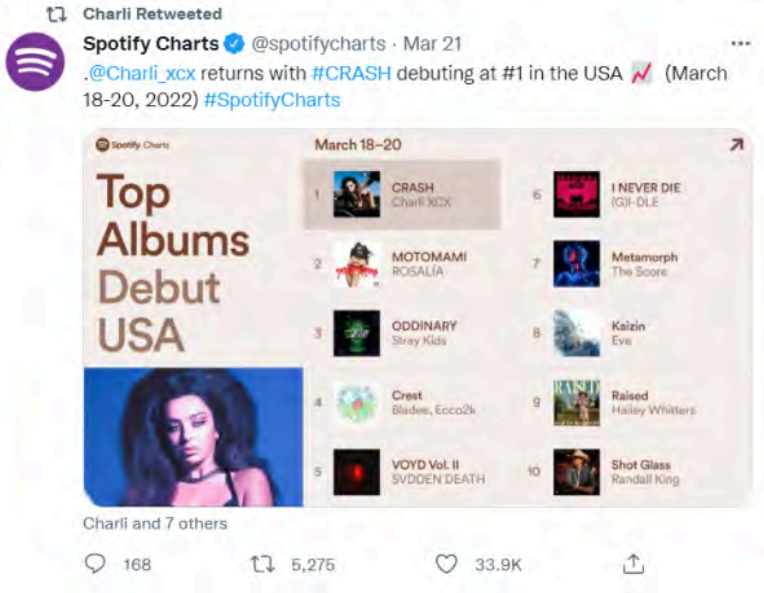 Charli Retweeted
Spotify Charts @spotifycharts · Mar 21
.@Charli_xcx returns with #CRASH debuting at #1 in the USA 📈 (March
18-20, 2022) #SpotifyCharts
Spotify Charts
March 18–20
Top
Albums
Debut
USA
1 CRASH
Charli XCX
2 MOTOMAMI
ROSALÍA
3 ODDINARY
Stray Kids
4 Crest
Bladee, Ecco2k
5 VOYD Vol. II
SVDDEN DEATH
6 I NEVER DIE
(G)I-DLE
7 Metamorph
The Score
8 Kaizin
Eve
RAISED
9 Raised
Hailey Whitters
10 Shot Glass
Randall King
Charli and 7 others
168 5,275 33.9K